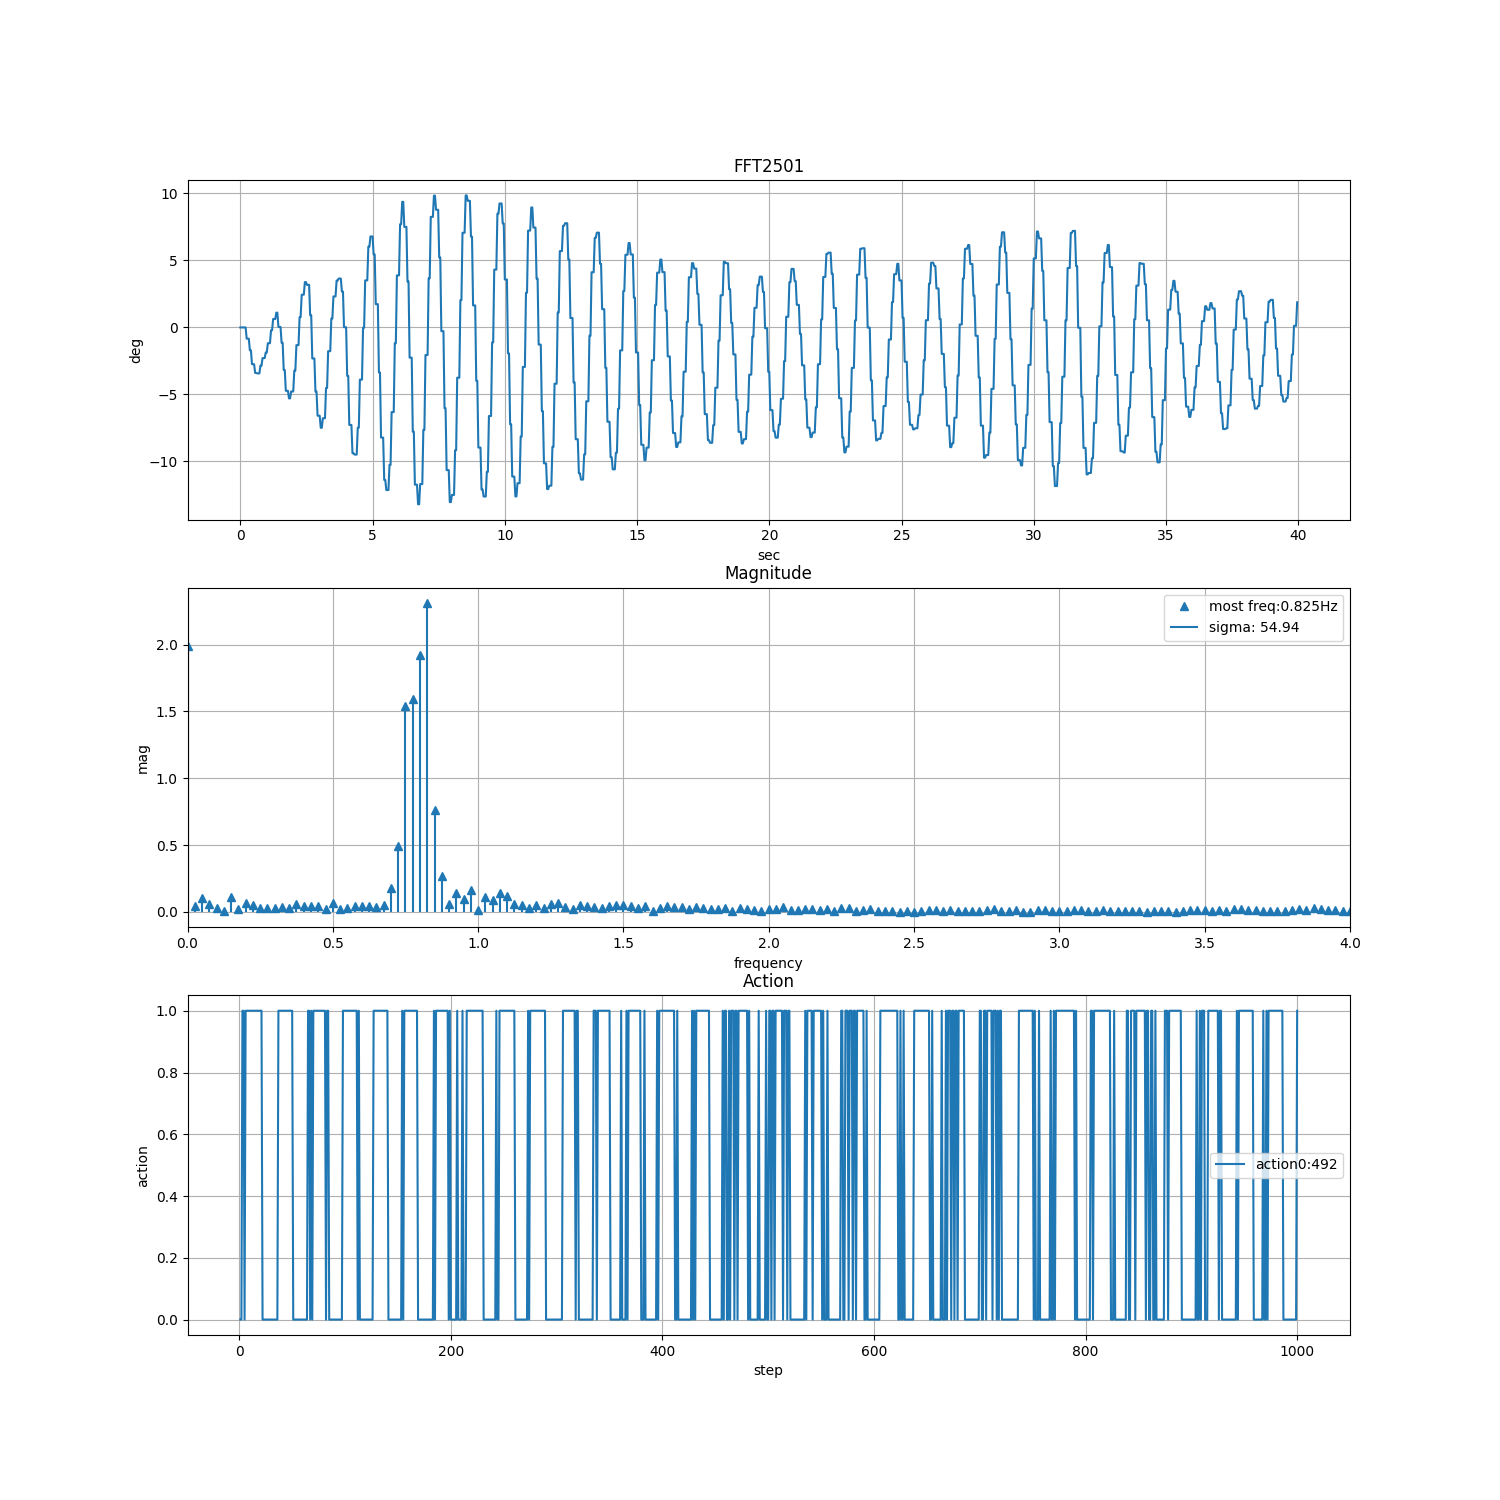 FFT2501
10
5
0
−5
−10
deg
0 5 10 15 20 25 30 35 40
sec
Magnitude
most freq:0.825Hz
sigma: 54.94
2.0
1.5
1.0
0.5
0.0
mag
0.0 0.5 1.0 1.5 2.0 2.5 3.0 3.5 4.0
frequency
Action
1.0
0.8
0.6
0.4
0.2
0.0
action
action0:492
0 200 400 600 800 1000
step